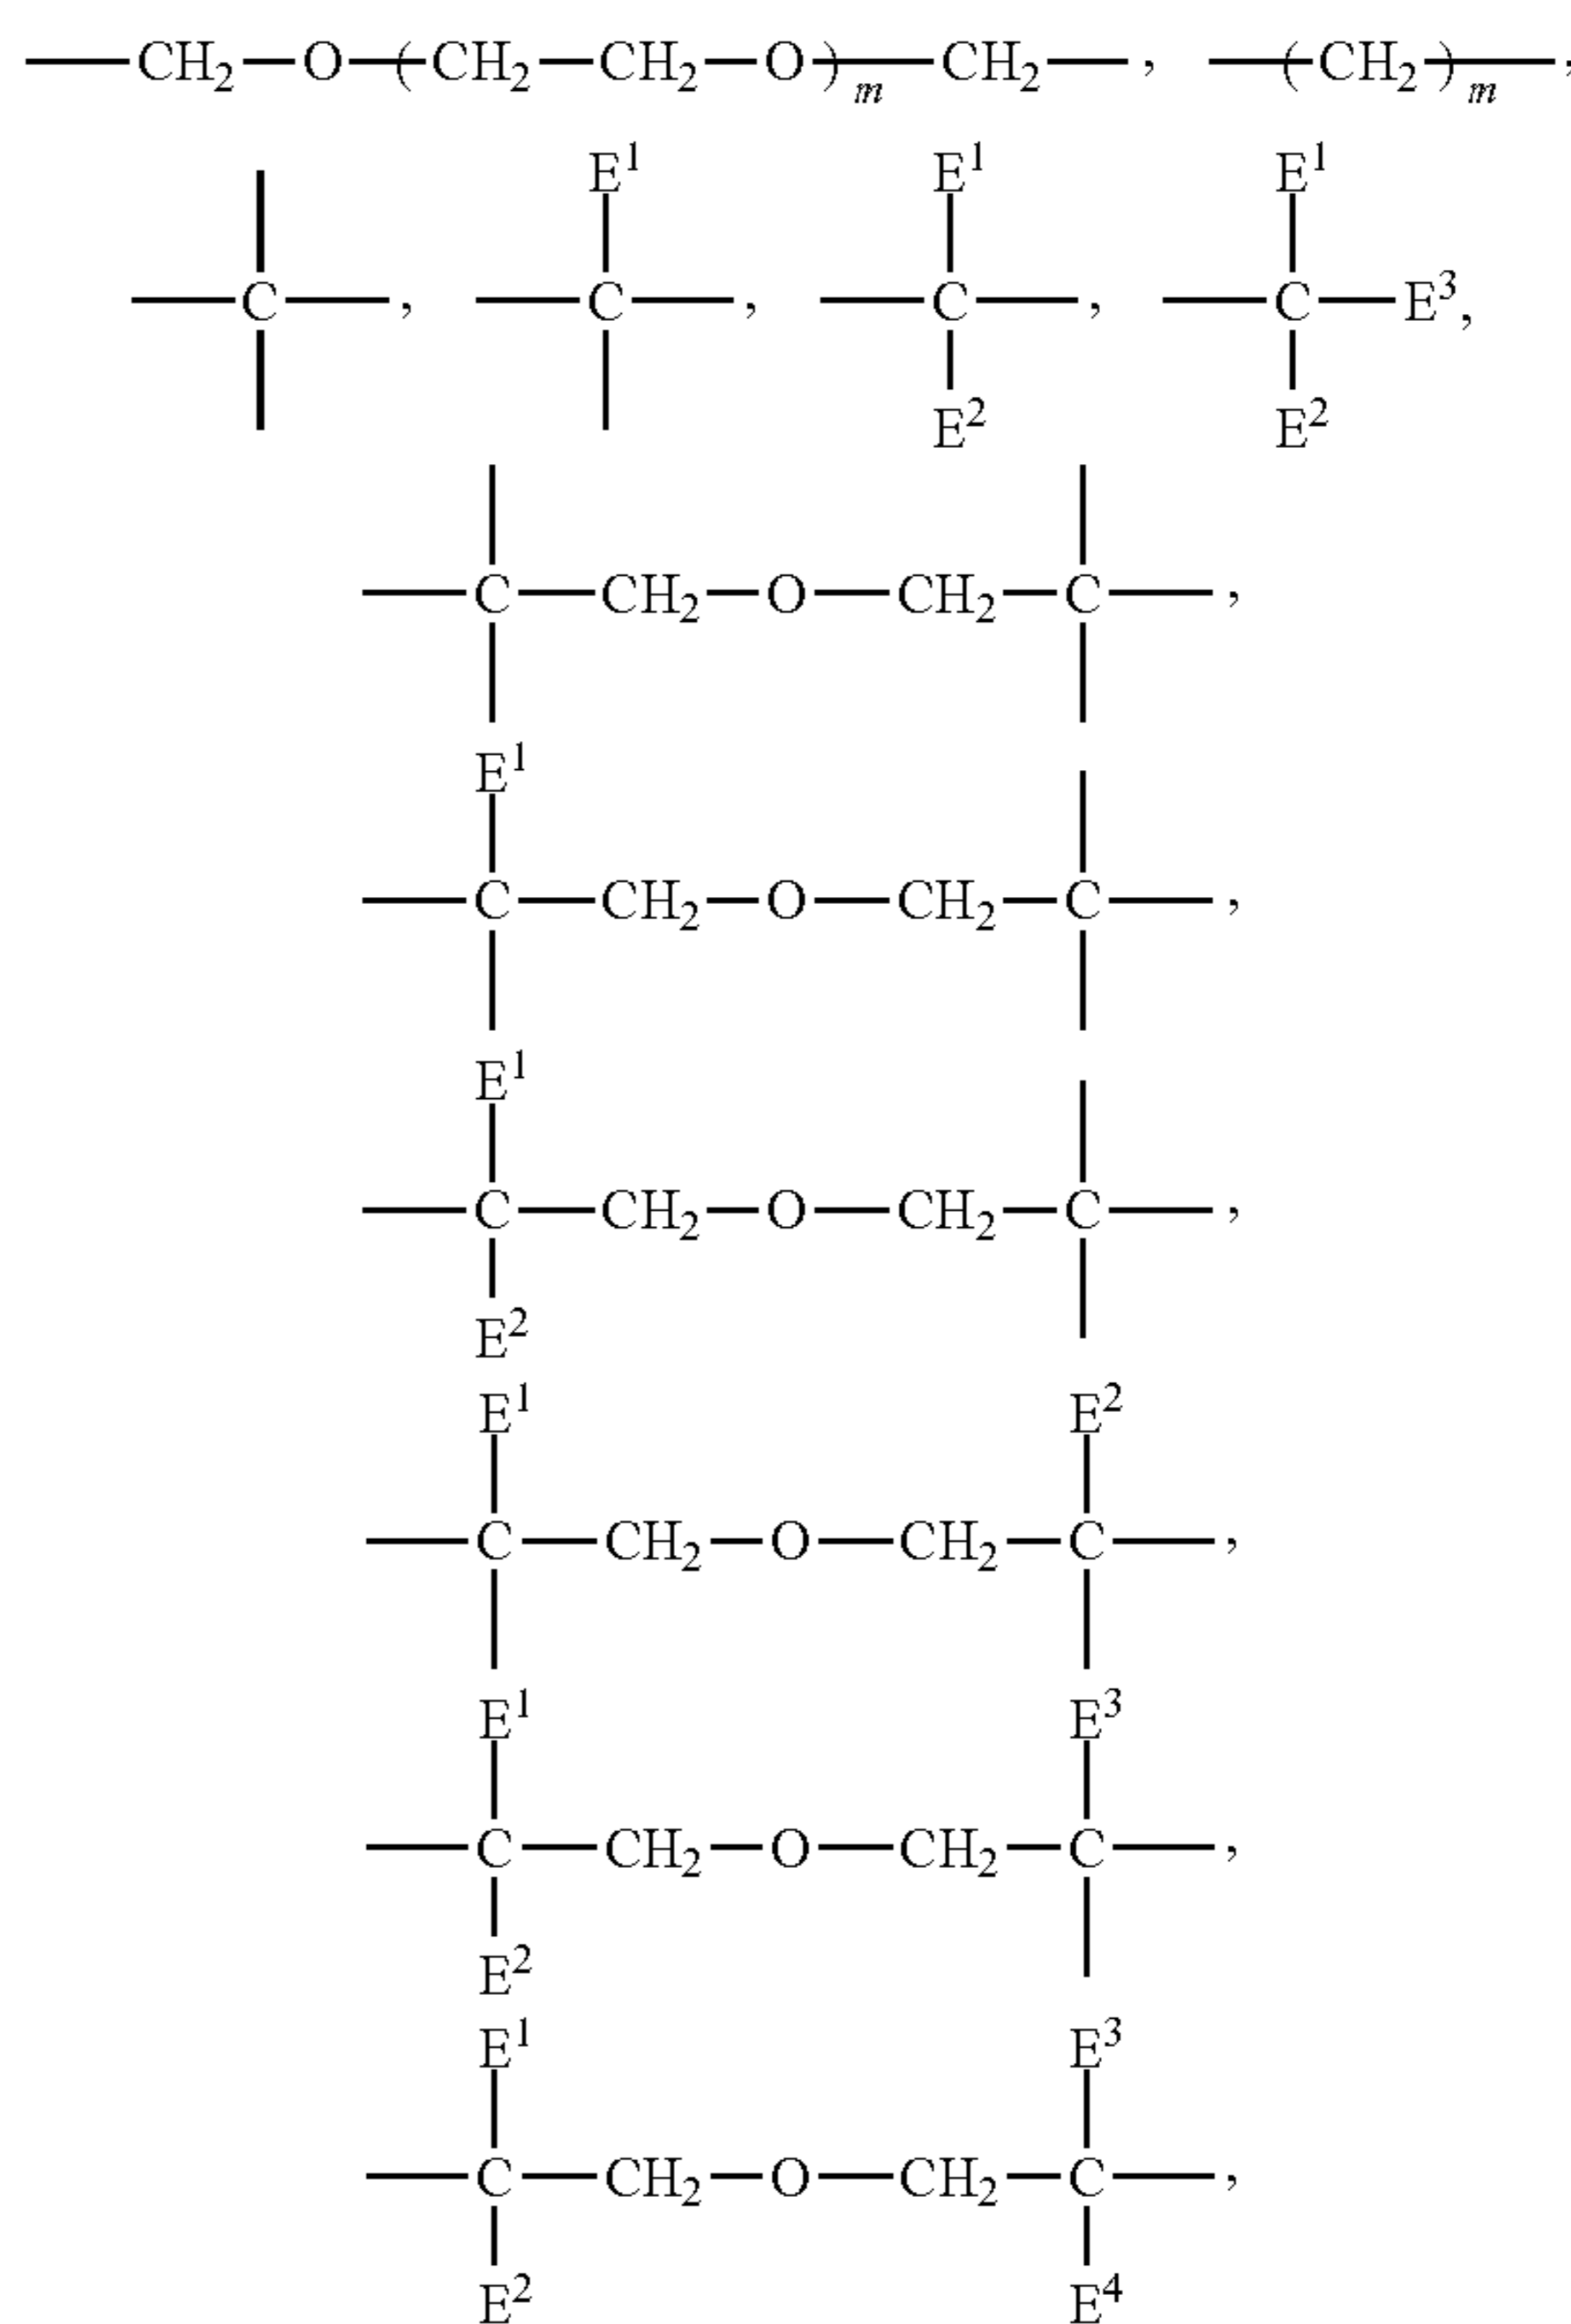 —CH₂—O—(CH₂—CH₂—O)m—CH₂—, —(CH₂)m—,
E¹ E¹ E¹
—C—, —C—, —C—, —C—E³,
E² E²
—C—CH₂—O—CH₂—C—,
E¹
—C—CH₂—O—CH₂—C—,
E¹
—C—CH₂—O—CH₂—C—,
E²
E¹ E²
—C—CH₂—O—CH₂—C—,
E¹ E³
—C—CH₂—O—CH₂—C—,
E²
E¹ E³
—C—CH₂—O—CH₂—C—,
E² E⁴